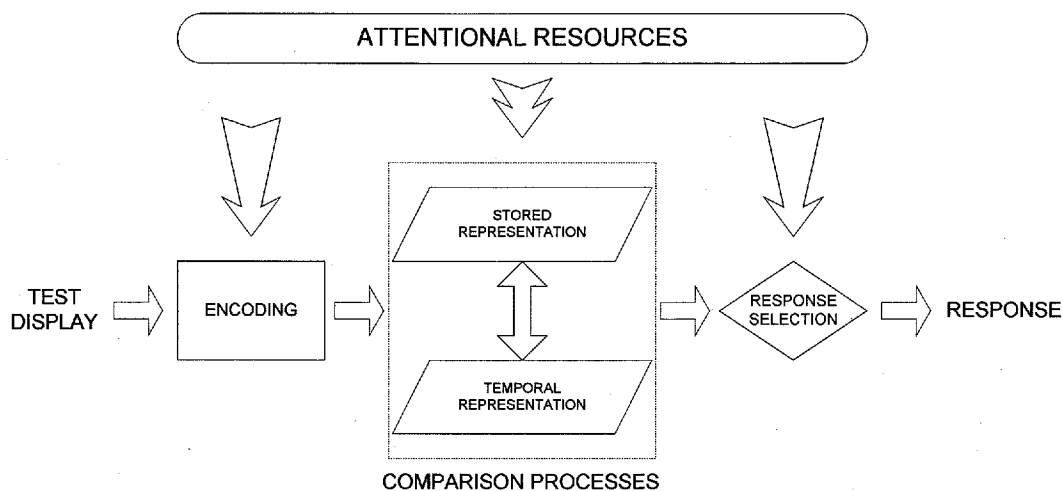 ATTENTIONAL RESOURCES
STORED
REPRESENTATION
TEST
DISPLAY
ENCODING
RESPONSE
SELECTION
RESPONSE
TEMPORAL
REPRESENTATION
COMPARISON PROCESSES